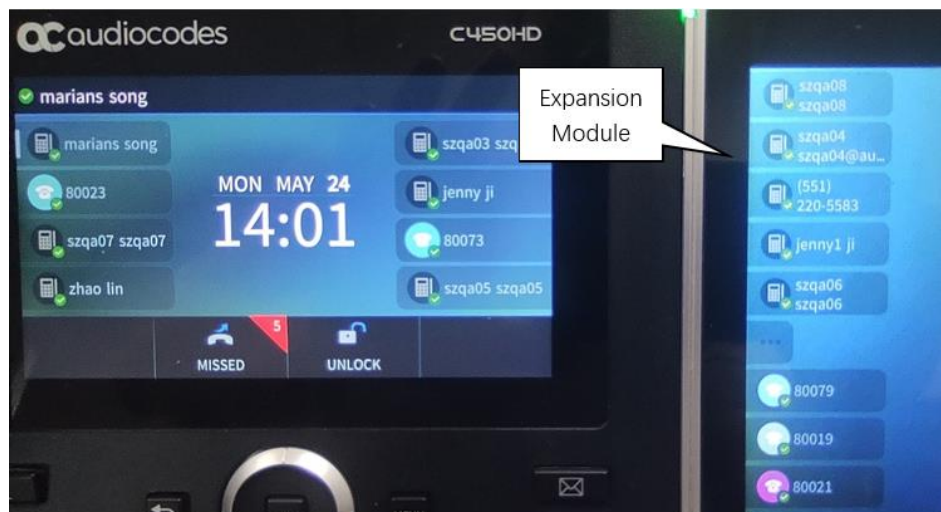 audiocodes
C450HD
marians song
marians song
80023
szqa07 szqa07
zhao lin
MON MAY 24
14:01
szqa03 szq
jenny ji
80073
szqa05 szqa05
5
MISSED
UNLOCK
Expansion
Module
szqa08
szqa08
szqa04
szqa04@au...
(551)
220-5583
jenny1 ji
szqa06
szqa06
...
80079
80019
80021